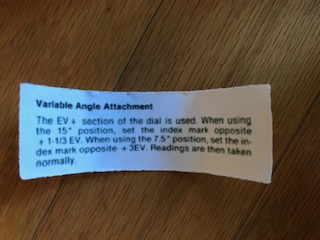 Variable Angle Attachment
The EV+ section of the dial is used. When using
the 15° position, set the index mark opposite
+ 1-1/3 EV. When using the 7.5° position, set the in-
dex mark opposite + 3EV. Readings are then taken
normally.